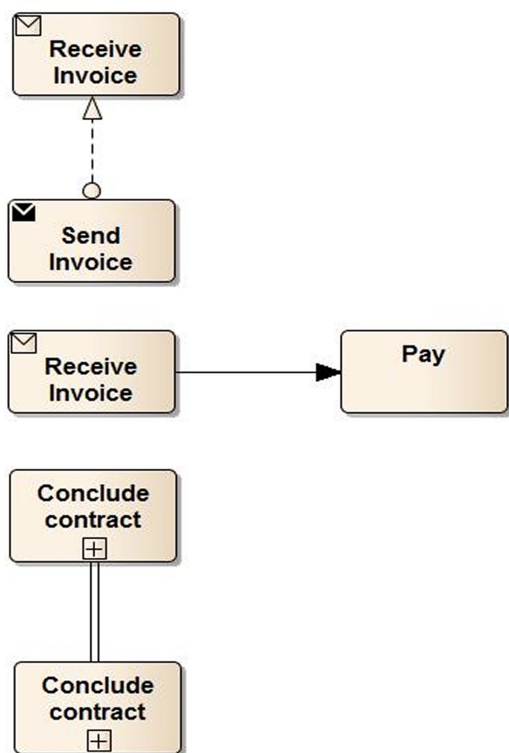 Receive
Invoice
Send
Invoice
Receive
Invoice
Pay
Conclude
contract
Conclude
contract